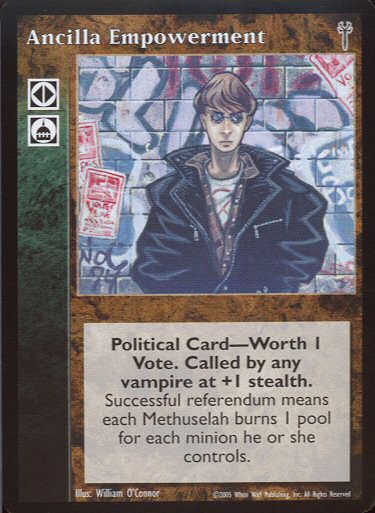 Ancilla Empowerment
Political Card—Worth 1
Vote. Called by any
vampire at +1 stealth.
Successful referendum means
each Methuselah burns 1 pool
for each minion he or she
controls.
Illus: William O'Connor
©2005 White Wolf Publishing, Inc. All Rights Reserved